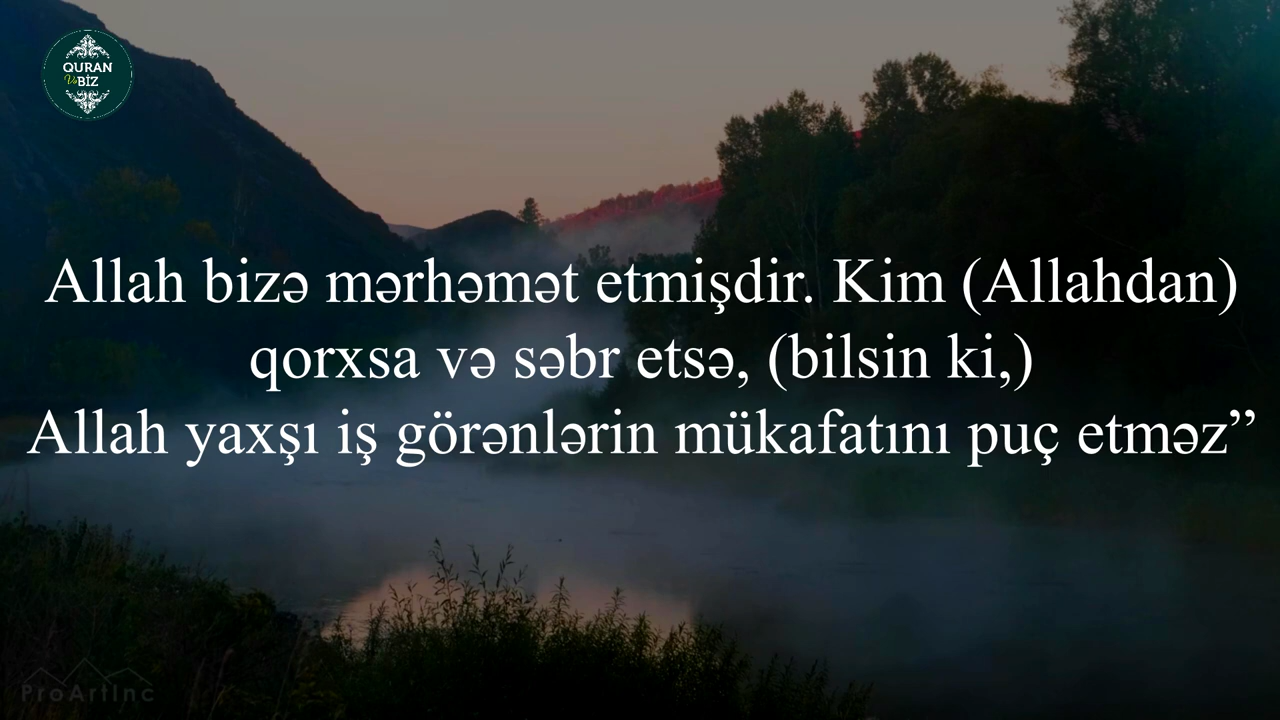 QURAN
Və BİZ
Allah bizə mərhəmət etmişdir. Kim (Allahdan)
qorxsa və səbr etsə, (bilsin ki,)
Allah yaxşı iş görənlərin mükafatını puç etməz”
ProArtInc